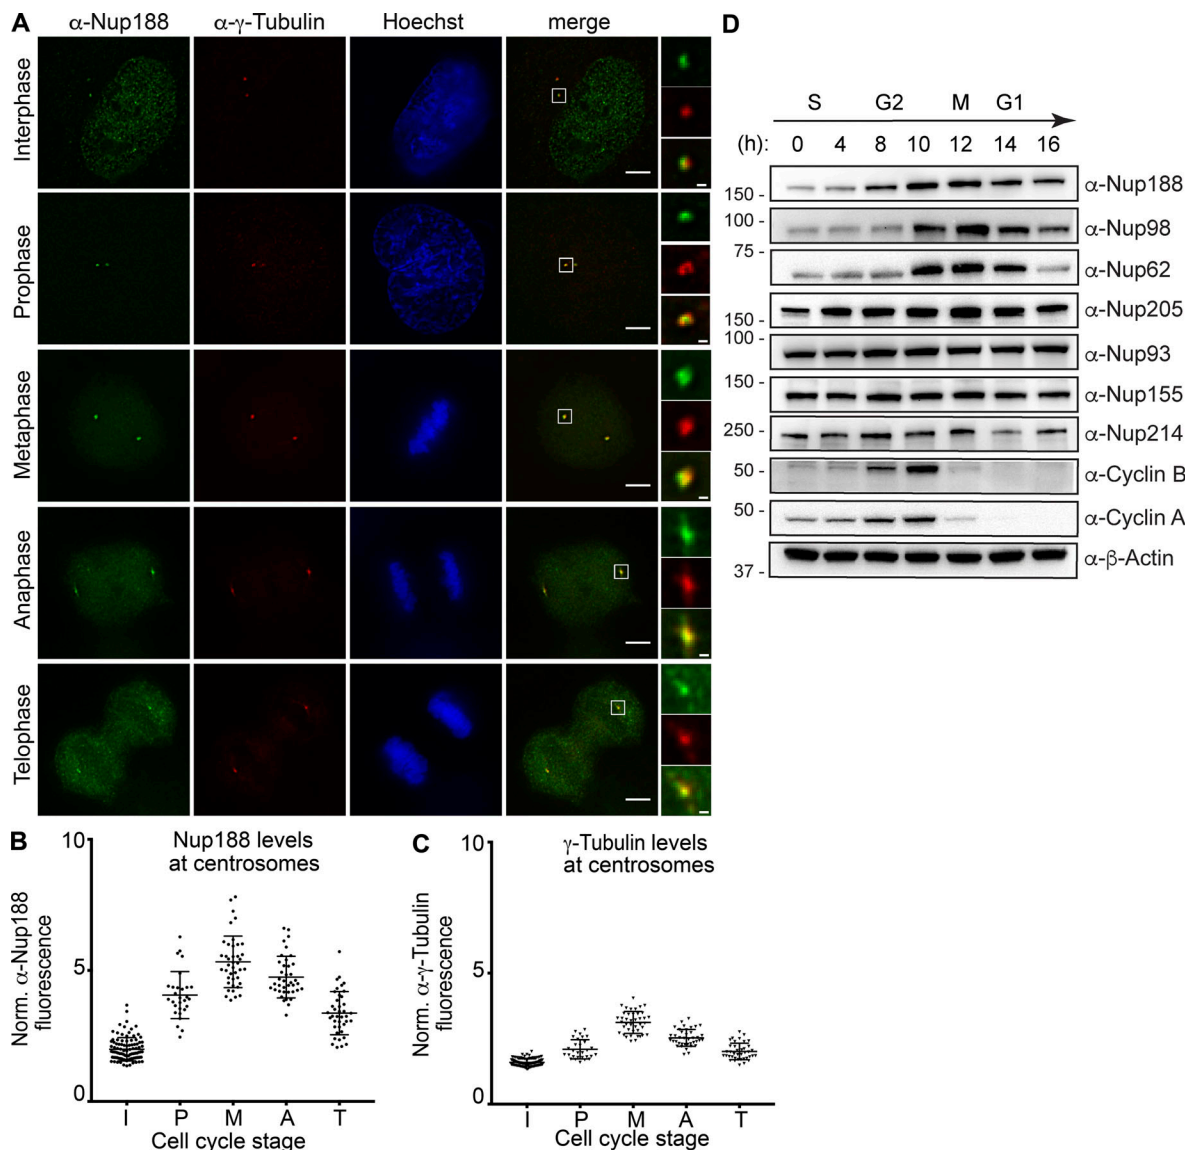 A
α-Nup188 α-γ-Tubulin Hoechst merge
Interphase
Prophase
Metaphase
Anaphase
Telophase
B
Nup188 levels
at centrosomes
Norm. α-Nup188
fluorescence
10
5
0
I P M A T
Cell cycle stage
C
γ-Tubulin levels
at centrosomes
Norm. α-γ-Tubulin
fluorescence
10
5
0
I P M A T
Cell cycle stage
D
S G2 M G1
(h): 0 4 8 10 12 14 16
150 - α-Nup188
100 - α-Nup98
75 - α-Nup62
150 - α-Nup205
100 - α-Nup93
150 - α-Nup155
250 - α-Nup214
50 - α-Cyclin B
50 - α-Cyclin A
37 - α-β-Actin